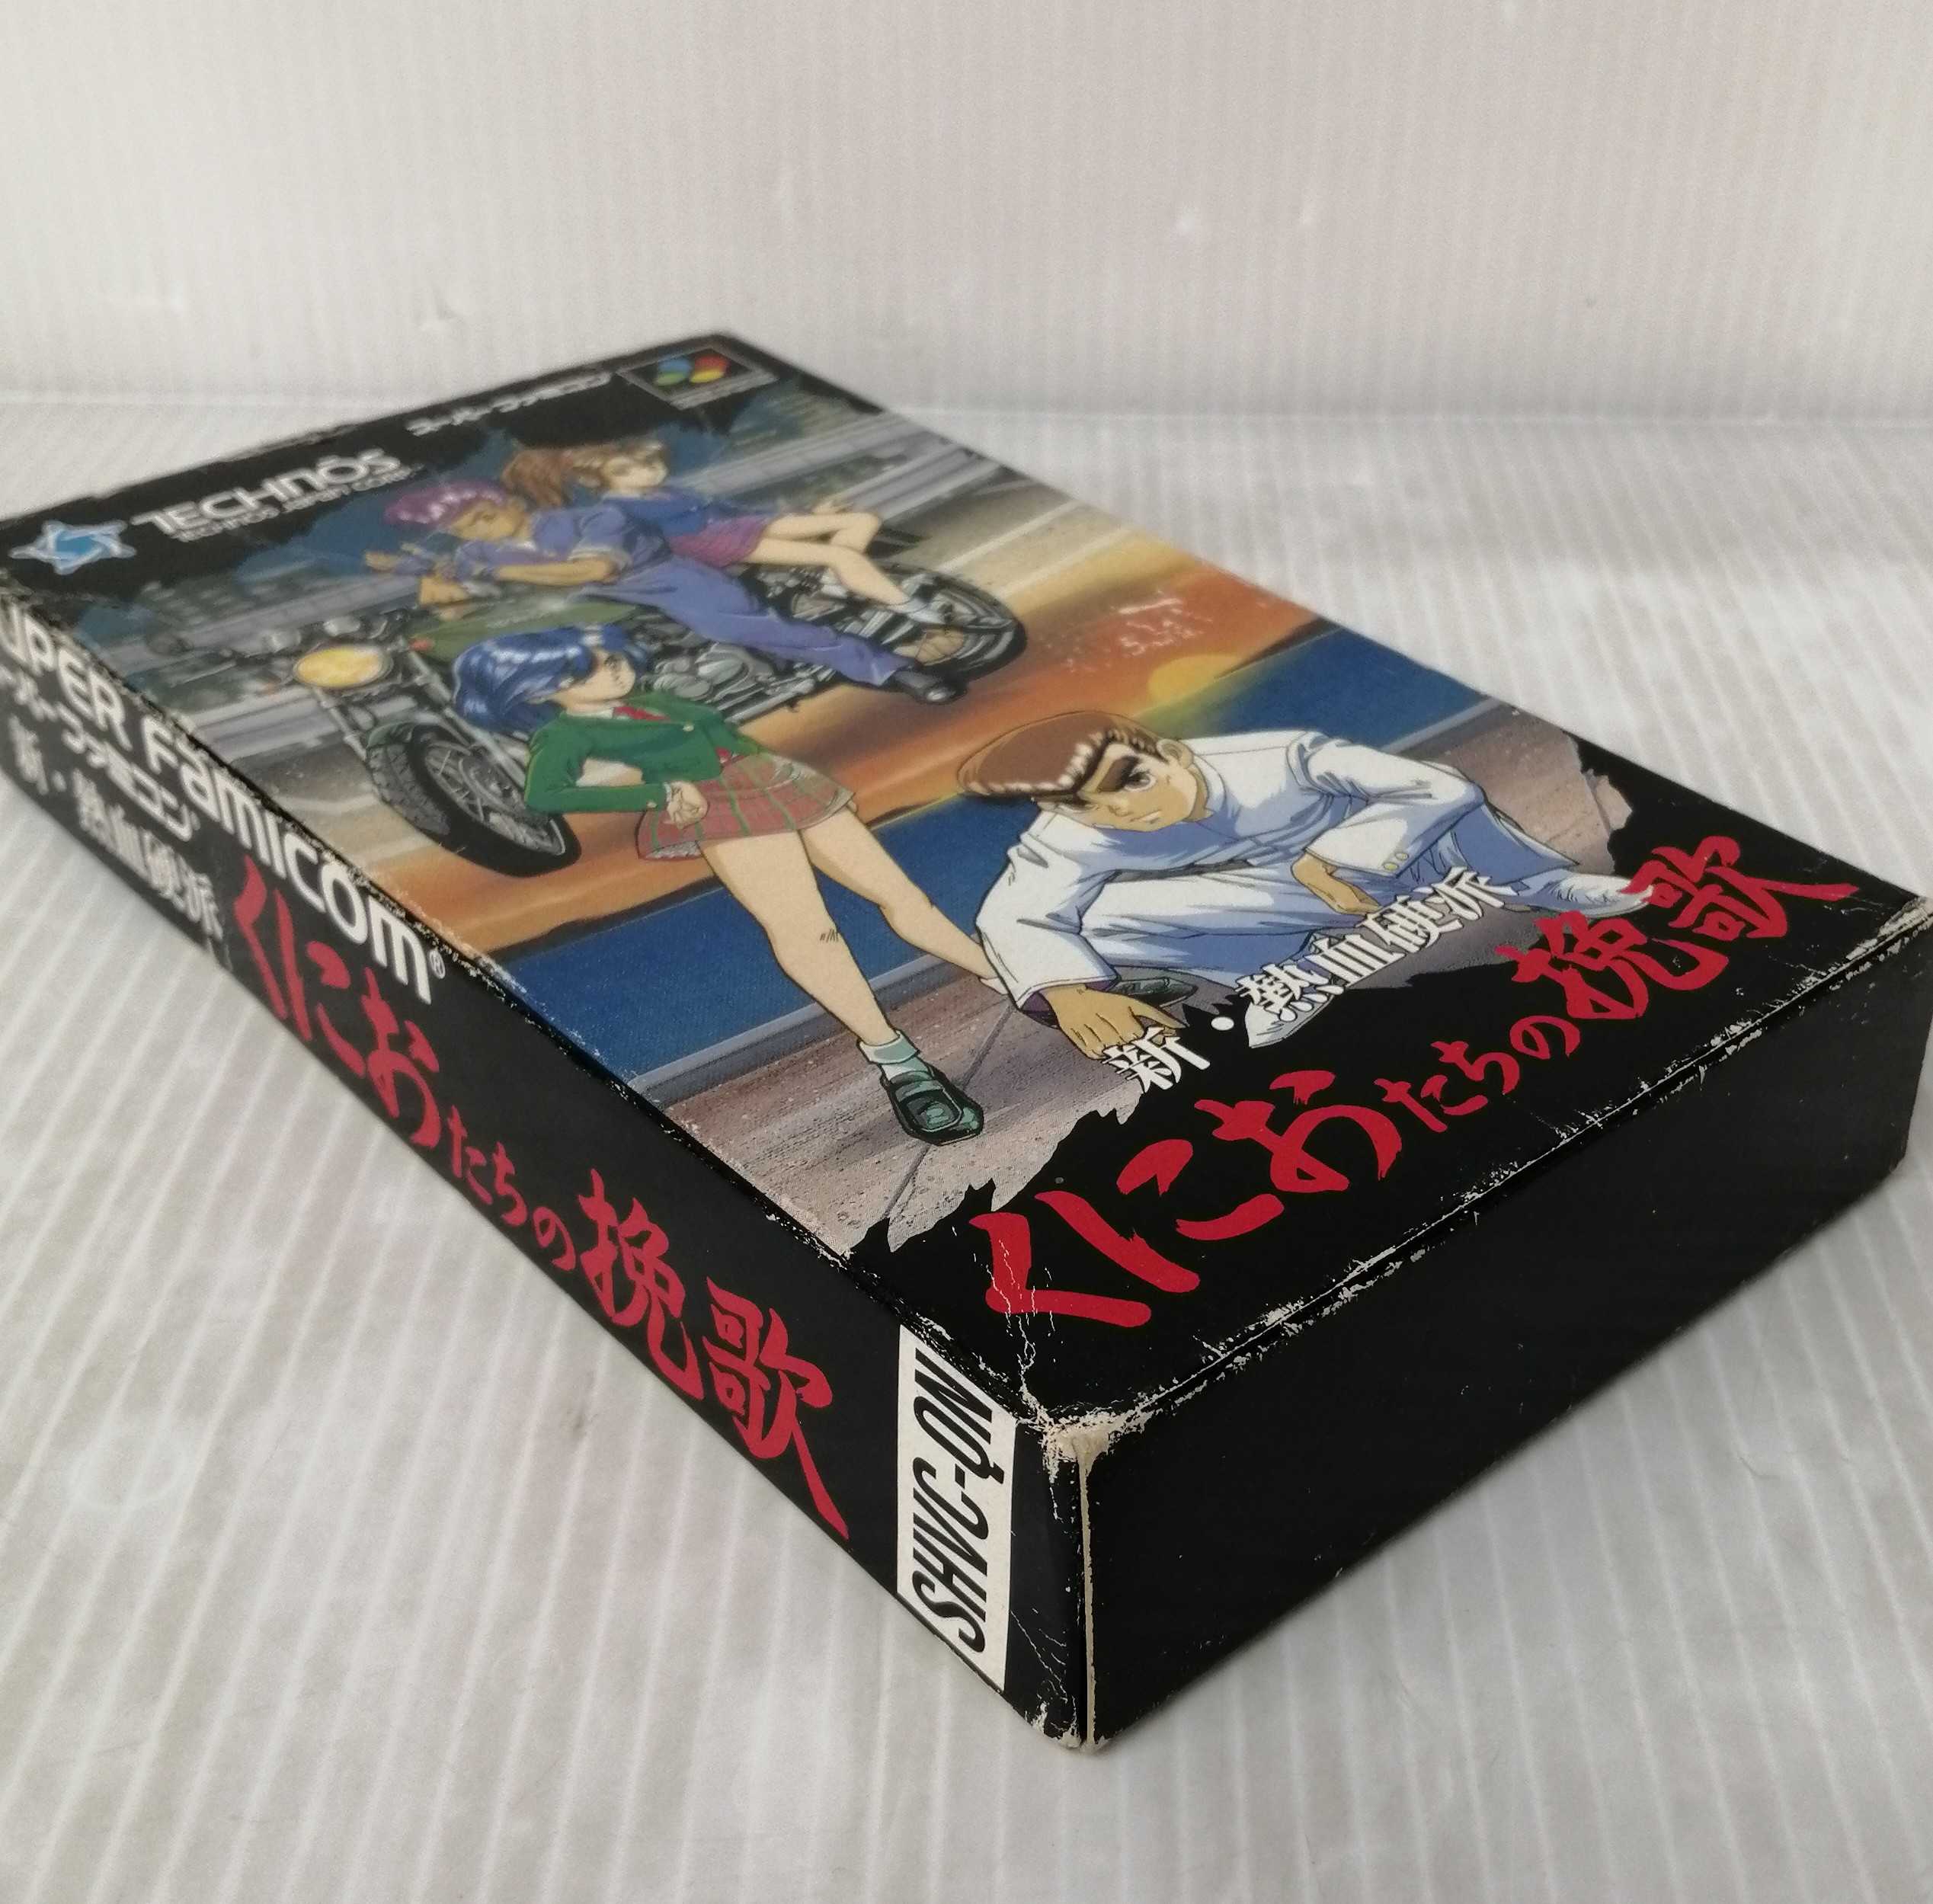 スーパーファミコン
TECHNŌS
TECHNOS JAPAN CORP.
新・熱血硬派
くにおたちの挽歌
SUPER FAMICOM®
スーパーファミコン
新・熱血硬派
くにおたちの挽歌
SHVC-QN